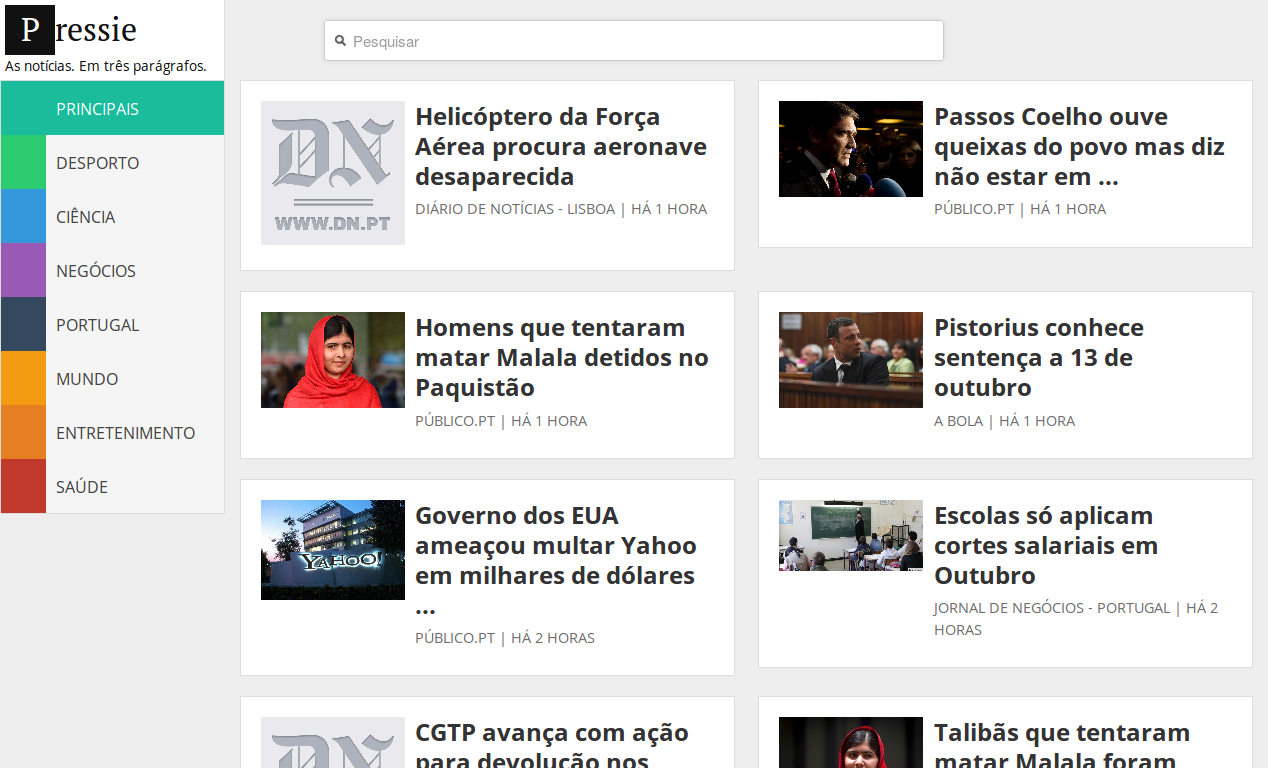 Pressie
As notícias. Em três parágrafos.
Pesquisar
PRINCIPAIS
DESPORTO
CIÊNCIA
NEGÓCIOS
PORTUGAL
MUNDO
ENTRETENIMENTO
SAÚDE
DN
WWW.DN.PT
Helicóptero da Força
Aérea procura aeronave
desaparecida
DIÁRIO DE NOTÍCIAS - LISBOA | HÁ 1 HORA
Passos Coelho ouve
queixas do povo mas diz
não estar em ...
PÚBLICO.PT | HÁ 1 HORA
Homens que tentaram
matar Malala detidos no
Paquistão
PÚBLICO.PT | HÁ 1 HORA
Pistorius conhece
sentença a 13 de
outubro
A BOLA | HÁ 1 HORA
YAHOO!
Governo dos EUA
ameaçou multar Yahoo
em milhares de dólares
...
PÚBLICO.PT | HÁ 2 HORAS
Escolas só aplicam
cortes salariais em
Outubro
JORNAL DE NEGÓCIOS - PORTUGAL | HÁ 2
HORAS
DN
CGTP avança com ação
para devolução nos
Talibãs que tentaram
matar Malala foram